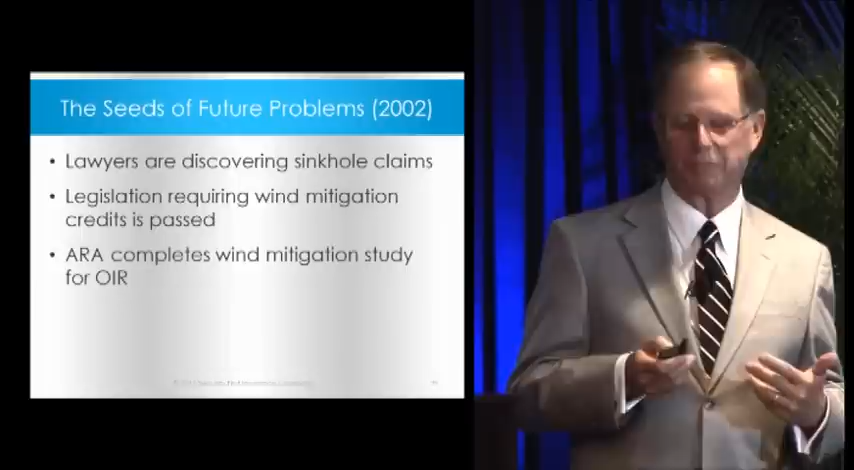 The Seeds of Future Problems (2002)
• Lawyers are discovering sinkhole claims
• Legislation requiring wind mitigation
credits is passed
• ARA completes wind mitigation study
for OIR